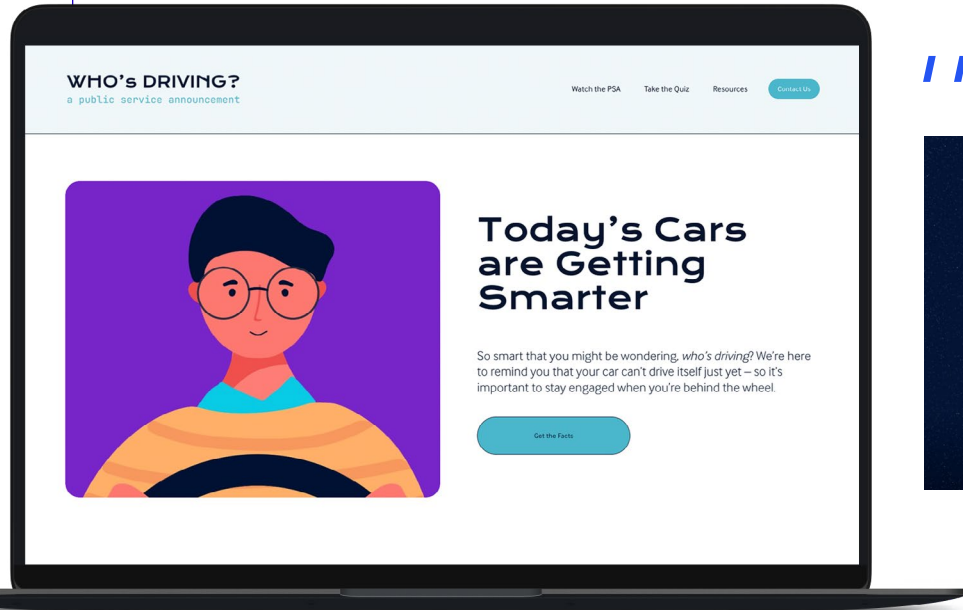 WHO's DRIVING?
a public service announcement
Watch the PSA
Take the Quiz
Resources
Contact Us
Today's Cars
are Getting
Smarter
So smart that you might be wondering, who's driving? We're here
to remind you that your car can't drive itself just yet – so it's
important to stay engaged when you're behind the wheel.
Get the Facts